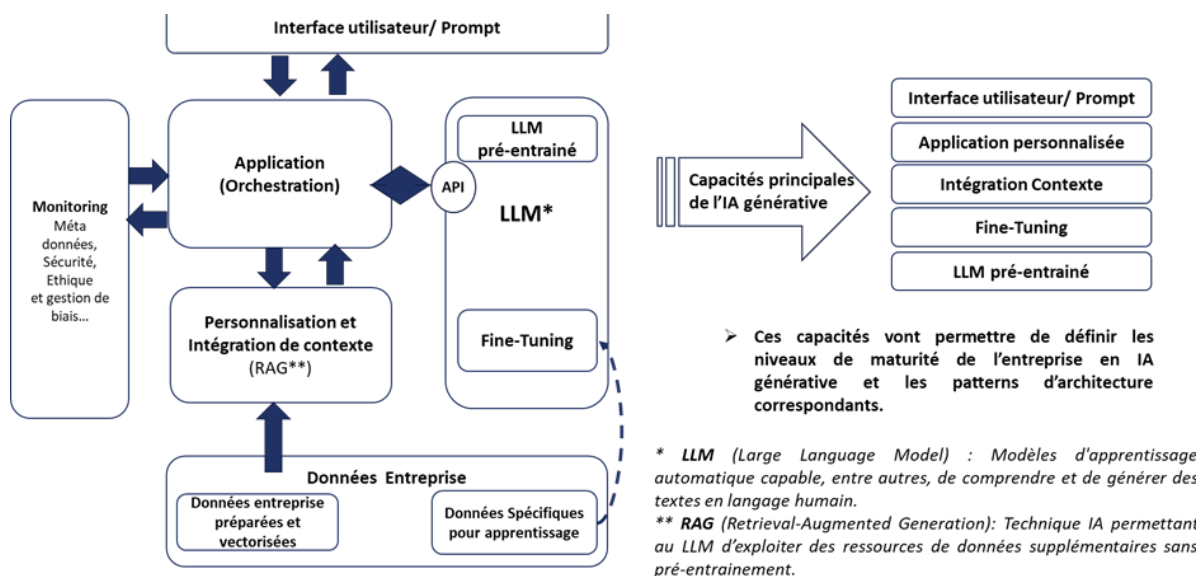 Interface utilisateur/ Prompt
Monitoring
Méta
données,
Sécurité,
Ethique
et gestion de
biais...
Application
(Orchestration)
Personnalisation et
Intégration de contexte
(RAG**)
API
LLM
pré-entrainé
LLM*
Fine-Tuning
Données Entreprise
Données entreprise
préparées et
vectorisées
Données Spécifiques
pour apprentissage
Capacités principales
de l'IA générative
Interface utilisateur/ Prompt
Application personnalisée
Intégration Contexte
Fine-Tuning
LLM pré-entrainé
➢ Ces capacités vont permettre de définir les
niveaux de maturité de l'entreprise en IA
générative et les patterns d'architecture
correspondants.
* LLM (Large Language Model) : Modèles d'apprentissage
automatique capable, entre autres, de comprendre et de générer des
textes en langage humain.
** RAG (Retrieval-Augmented Generation): Technique IA permettant
au LLM d'exploiter des ressources de données supplémentaires sans
pré-entrainement.